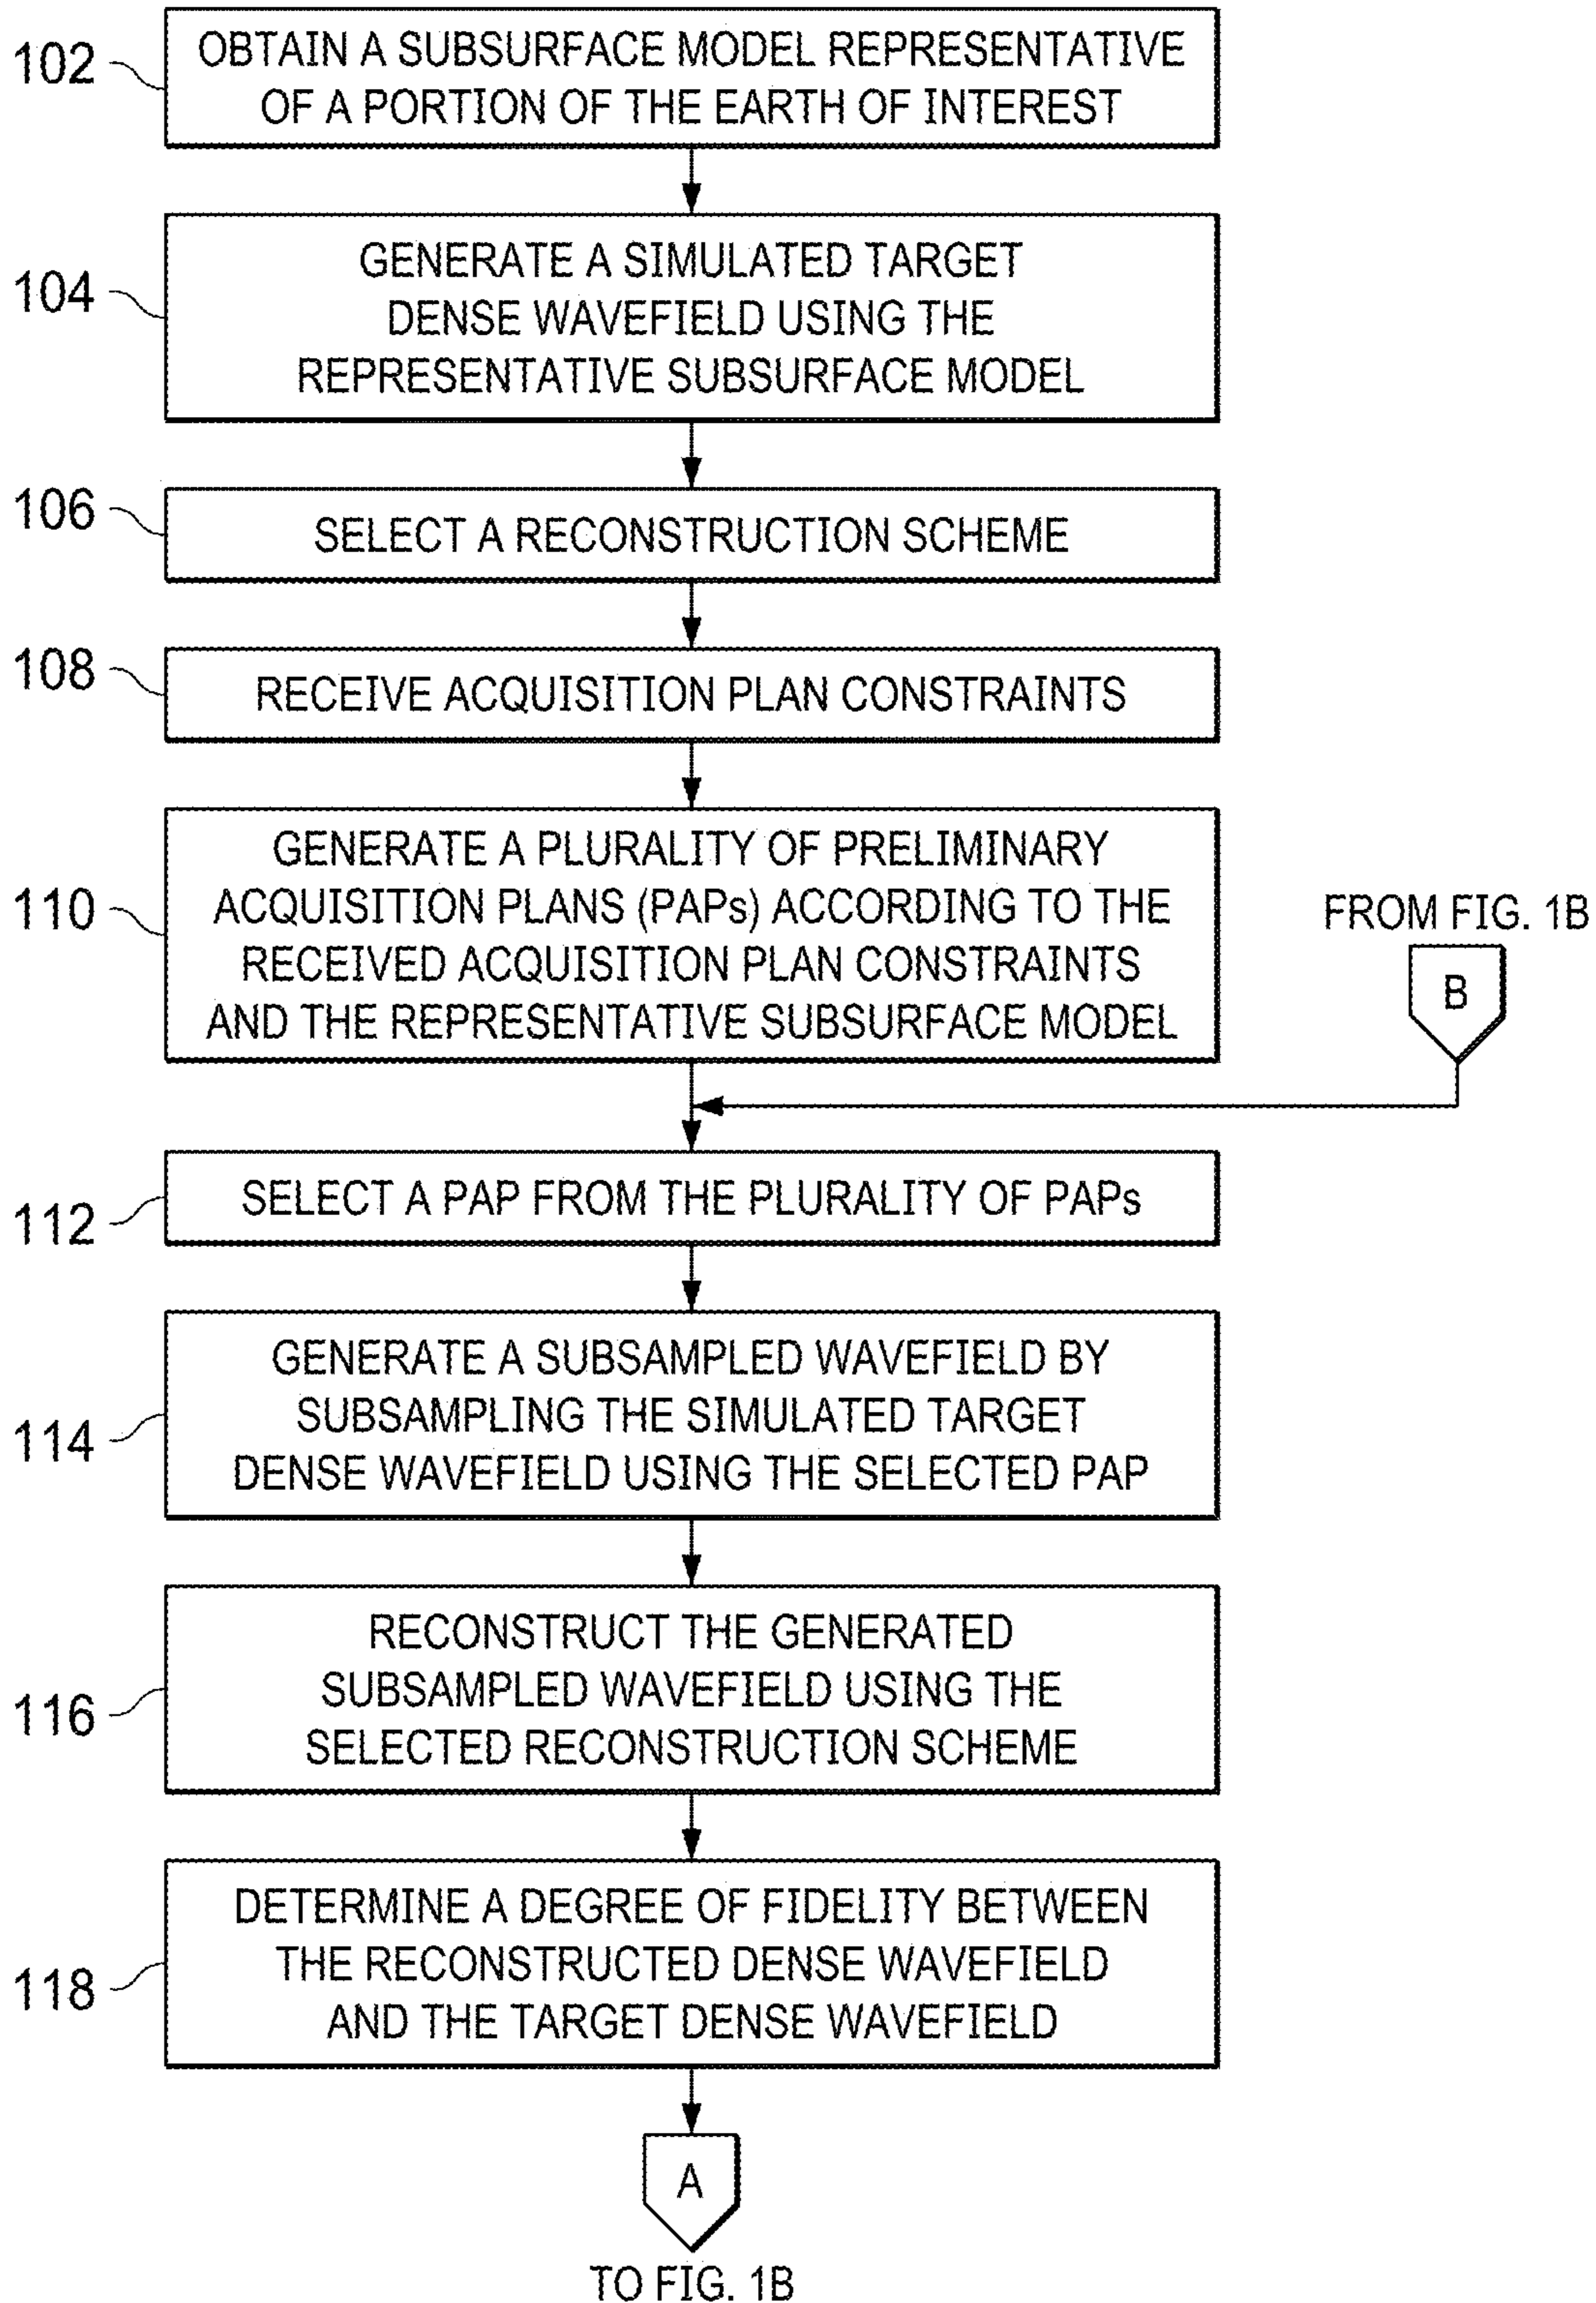 102
OBTAIN A SUBSURFACE MODEL REPRESENTATIVE
OF A PORTION OF THE EARTH OF INTEREST
104
GENERATE A SIMULATED TARGET
DENSE WAVEFIELD USING THE
REPRESENTATIVE SUBSURFACE MODEL
106
SELECT A RECONSTRUCTION SCHEME
108
RECEIVE ACQUISITION PLAN CONSTRAINTS
110
GENERATE A PLURALITY OF PRELIMINARY
ACQUISITION PLANS (PAPs) ACCORDING TO THE
RECEIVED ACQUISITION PLAN CONSTRAINTS
AND THE REPRESENTATIVE SUBSURFACE MODEL
FROM FIG. 1B
B
112
SELECT A PAP FROM THE PLURALITY OF PAPs
114
GENERATE A SUBSAMPLED WAVEFIELD BY
SUBSAMPLING THE SIMULATED TARGET
DENSE WAVEFIELD USING THE SELECTED PAP
116
RECONSTRUCT THE GENERATED
SUBSAMPLED WAVEFIELD USING THE
SELECTED RECONSTRUCTION SCHEME
118
DETERMINE A DEGREE OF FIDELITY BETWEEN
THE RECONSTRUCTED DENSE WAVEFIELD
AND THE TARGET DENSE WAVEFIELD
A
TO FIG. 1B